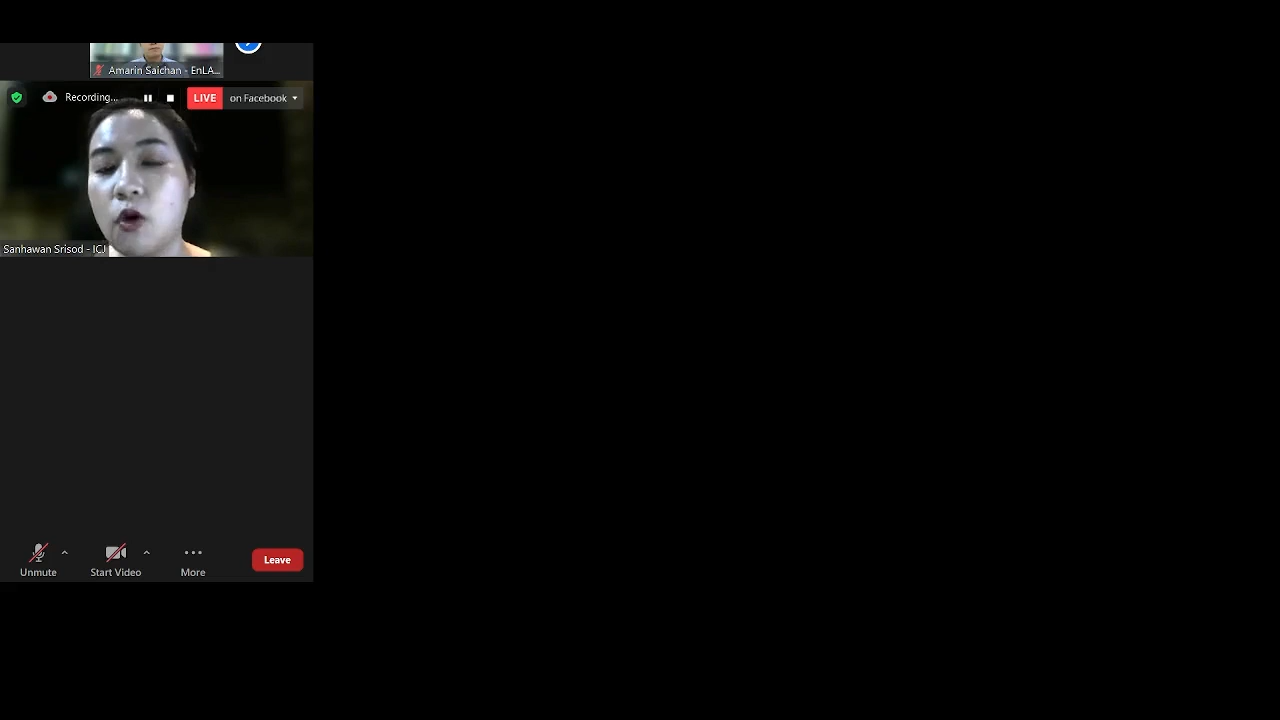 Amarin Saichan - EnLA...
Recording...
LIVE on Facebook
Sanhawan Srisod - ICJ
Unmute
Start Video
More
Leave